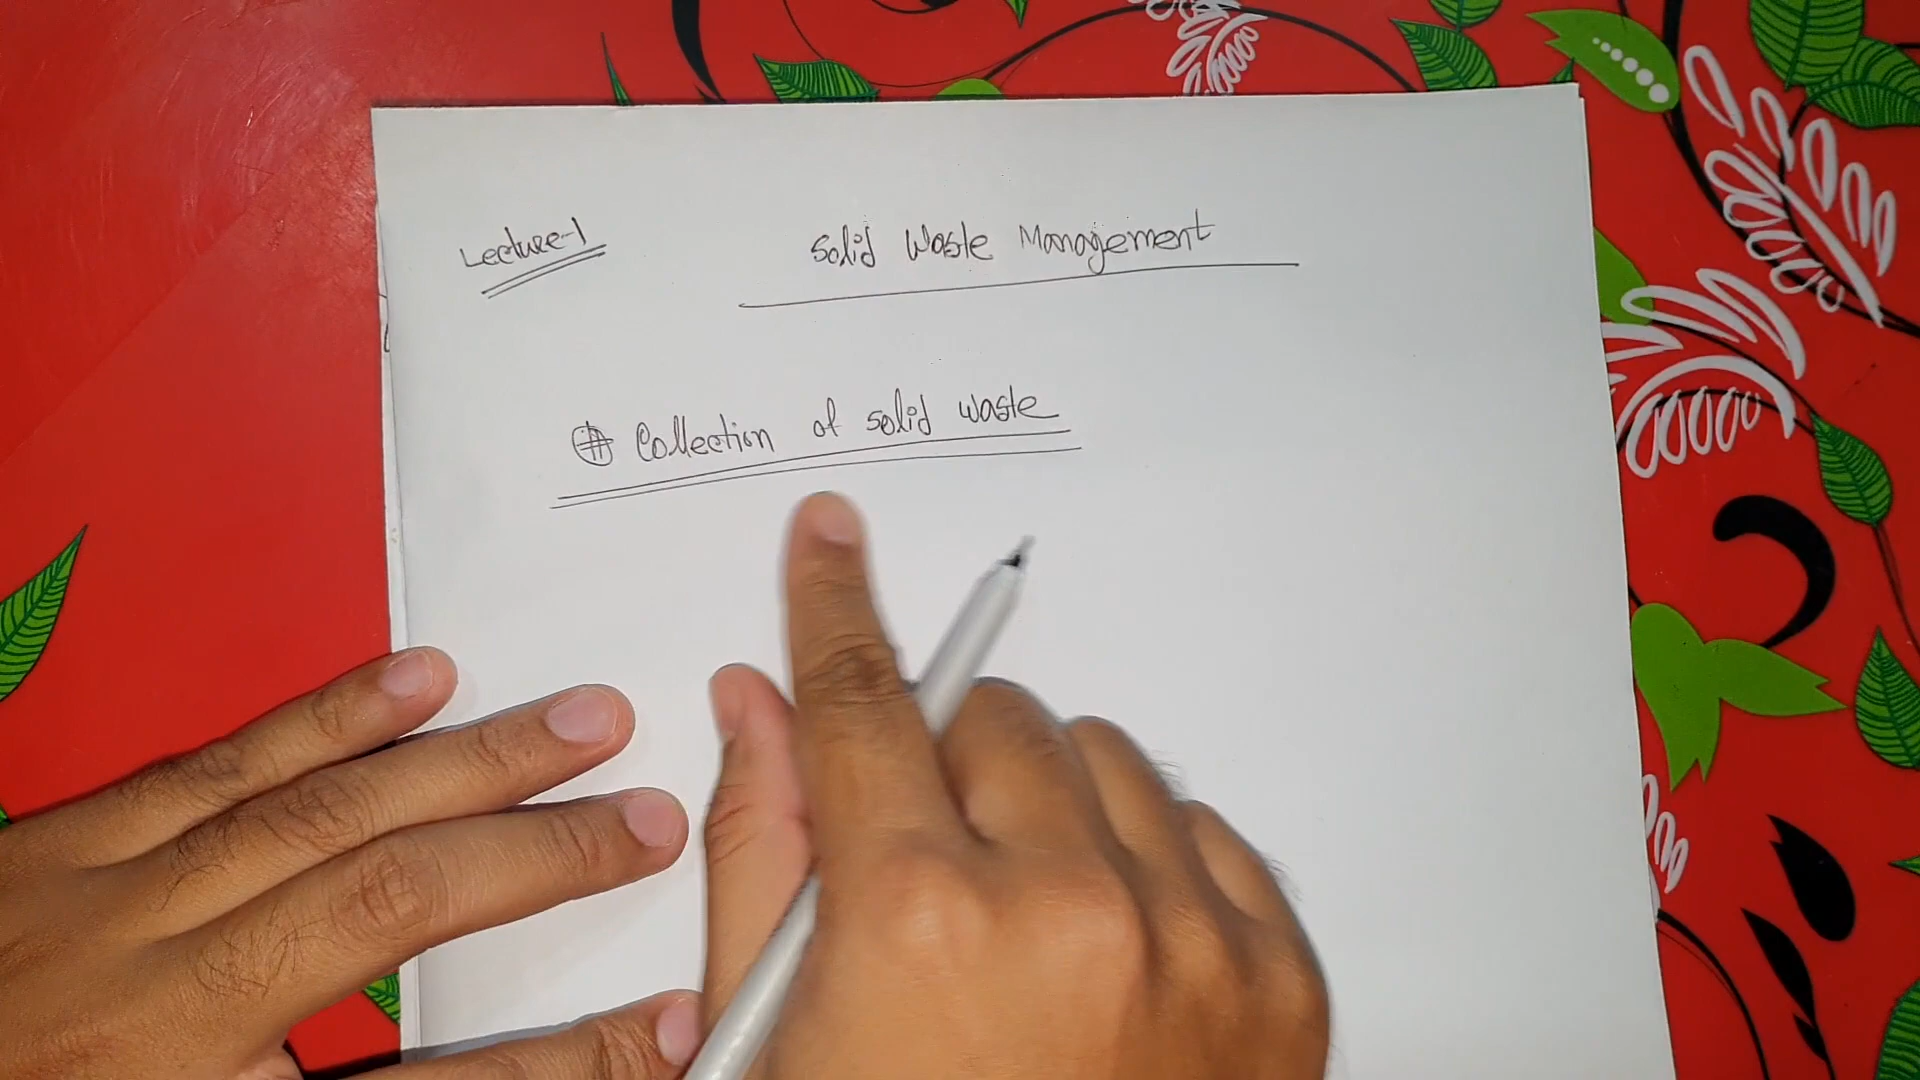 Lecture-1
Solid Waste Management
# Collection of solid waste